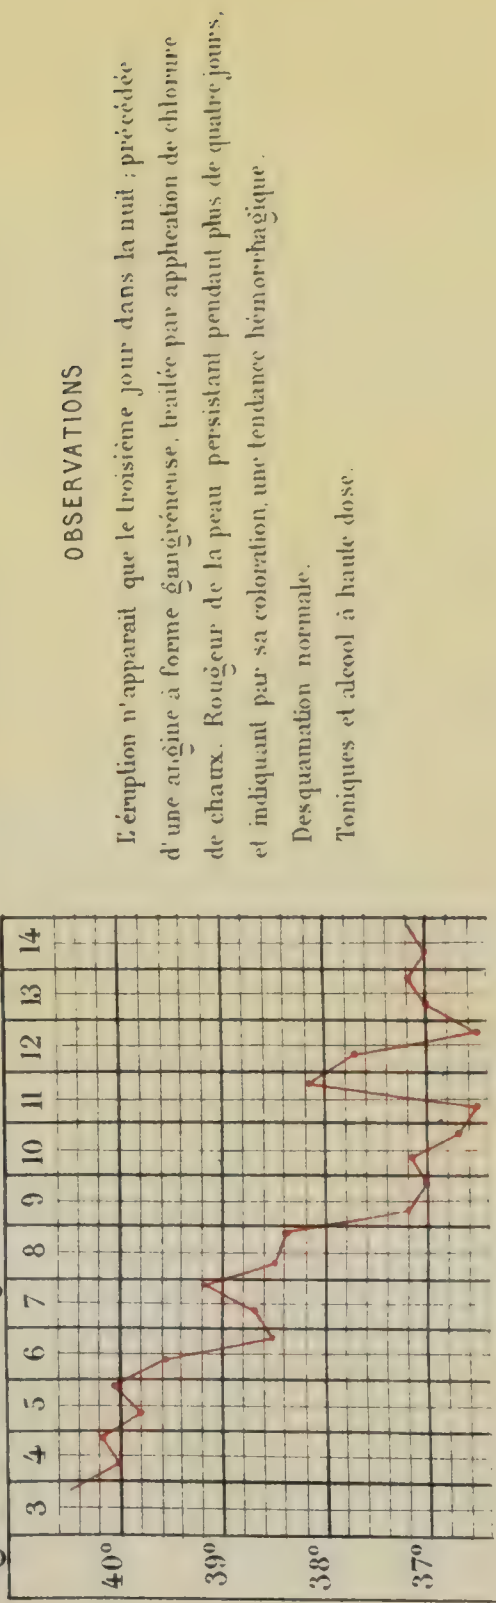 3 4 5 6 7 8 9 10 11 12 13 14
40°
39°
38°
37°
OBSERVATIONS
L'éruption n'apparait que le troisième jour dans la nuit ; précédée
d'une angine à forme gangréneuse, traitée par application de chlorure
de chaux. Rougeur de la peau persistant pendant plus de quatre jours,
et indiquant par sa coloration, une tendance hémorrhagique.
Desquamation normale.
Toniques et alcool à haute dose.